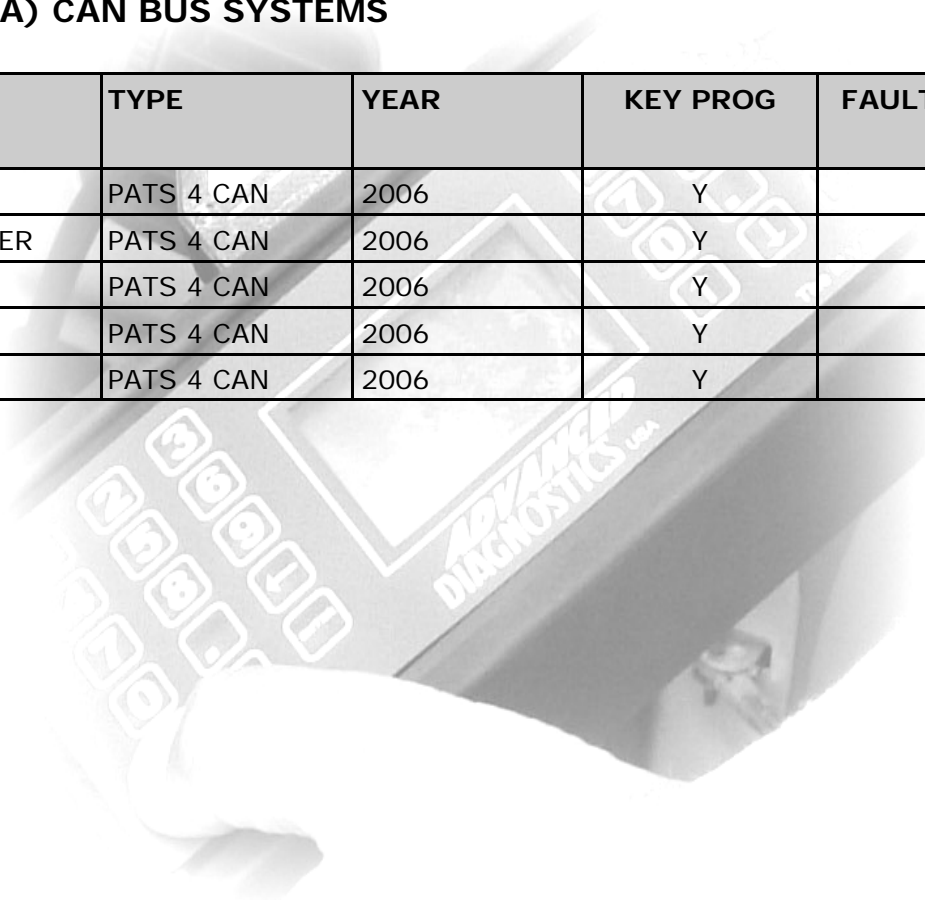 A) CAN BUS SYSTEMS
TYPE YEAR KEY PROG FAULT
PATS 4 CAN 2006 Y
ER PATS 4 CAN 2006 Y
PATS 4 CAN 2006 Y
PATS 4 CAN 2006 Y
PATS 4 CAN 2006 Y
ADVANCED
DIAGNOSTICS USA